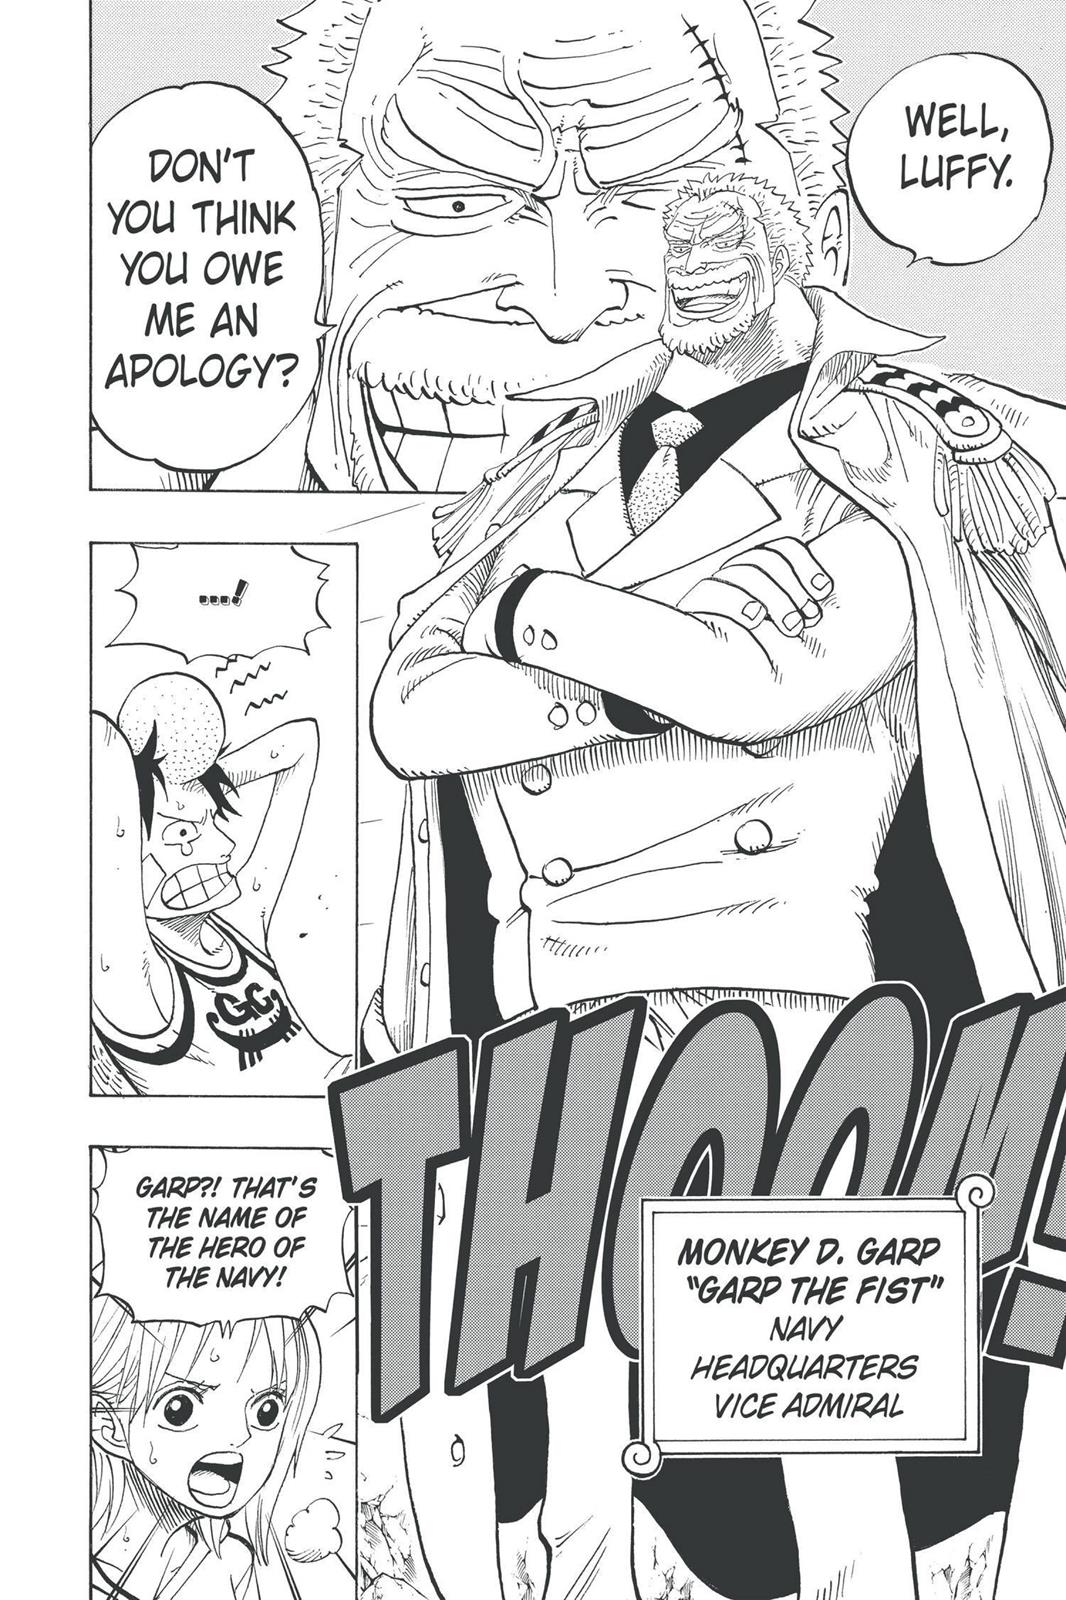 WELL,
LUFFY.
DON'T
YOU THINK
YOU OWE
ME AN
APOLOGY?
....!
GC
THOOM!
MONKEY D. GARP
"GARP THE FIST"
NAVY
HEADQUARTERS
VICE ADMIRAL
GARP?! THAT'S
THE NAME OF
THE HERO OF
THE NAVY!